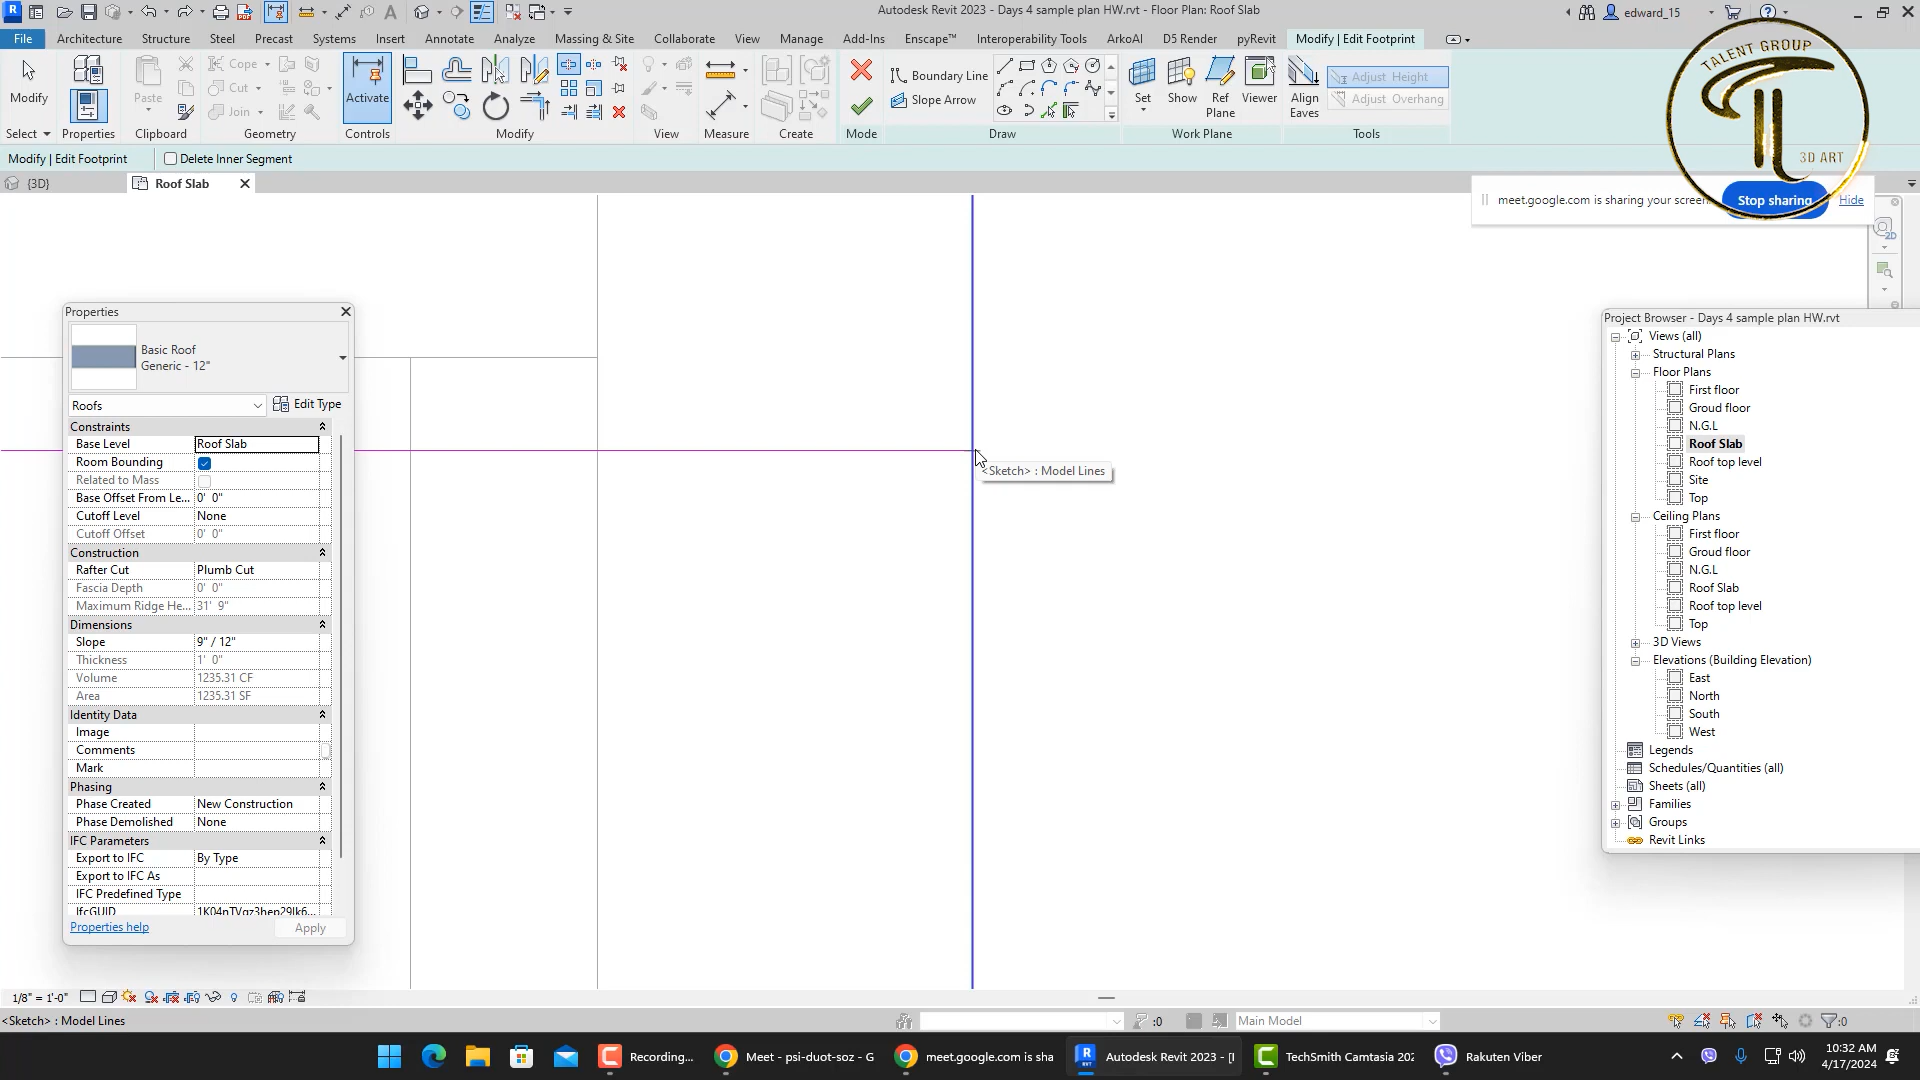 Autodesk Revit 2023 - Days 4 sample plan HW.rvt - Floor Plan: Roof Slab
edward_15
File Architecture Structure Steel Precast Systems Insert Annotate Analyze Massing & Site Collaborate View Manage Add-Ins Enscape™ Interoperability Tools ArkoAI D5 Render pyRevit Modify | Edit Footprint
Modify Paste Cope Cut Join Activate Boundary Line Slope Arrow Set Show Ref Plane Viewer Align Eaves Adjust Height Adjust Overhang
Select Properties Clipboard Geometry Controls Modify View Measure Create Mode Draw Work Plane Tools
TALENT GROUP
3D ART
Modify | Edit Footprint Delete Inner Segment
{3D} Roof Slab
meet.google.com is sharing your screen. Stop sharing Hide
2D
Properties
Basic Roof
Generic - 12"
Roofs Edit Type
Constraints
Base Level Roof Slab
Room Bounding
Related to Mass
Base Offset From Le... 0' 0"
Cutoff Level None
Cutoff Offset 0' 0"
Construction
Rafter Cut Plumb Cut
Fascia Depth 0' 0"
Maximum Ridge He... 31' 9"
Dimensions
Slope 9" / 12"
Thickness 1' 0"
Volume 1235.31 CF
Area 1235.31 SF
Identity Data
Image
Comments
Mark
Phasing
Phase Created New Construction
Phase Demolished None
IFC Parameters
Export to IFC By Type
Export to IFC As
IFC Predefined Type
IfcGUID 1K04nTVqz3hep29lk6...
Properties help Apply
<Sketch> : Model Lines
Project Browser - Days 4 sample plan HW.rvt
Views (all)
Structural Plans
Floor Plans
First floor
Groud floor
N.G.L
Roof Slab
Roof top level
Site
Top
Ceiling Plans
First floor
Groud floor
N.G.L
Roof Slab
Roof top level
Top
3D Views
Elevations (Building Elevation)
East
North
South
West
Legends
Schedules/Quantities (all)
Sheets (all)
Families
Groups
Revit Links
1/8" = 1'-0"
<Sketch> : Model Lines :0 Main Model :0
Recording... Meet - psi-duot-soz - G meet.google.com is sha Autodesk Revit 2023 - [ TechSmith Camtasia 202 Rakuten Viber
10:32 AM
4/17/2024